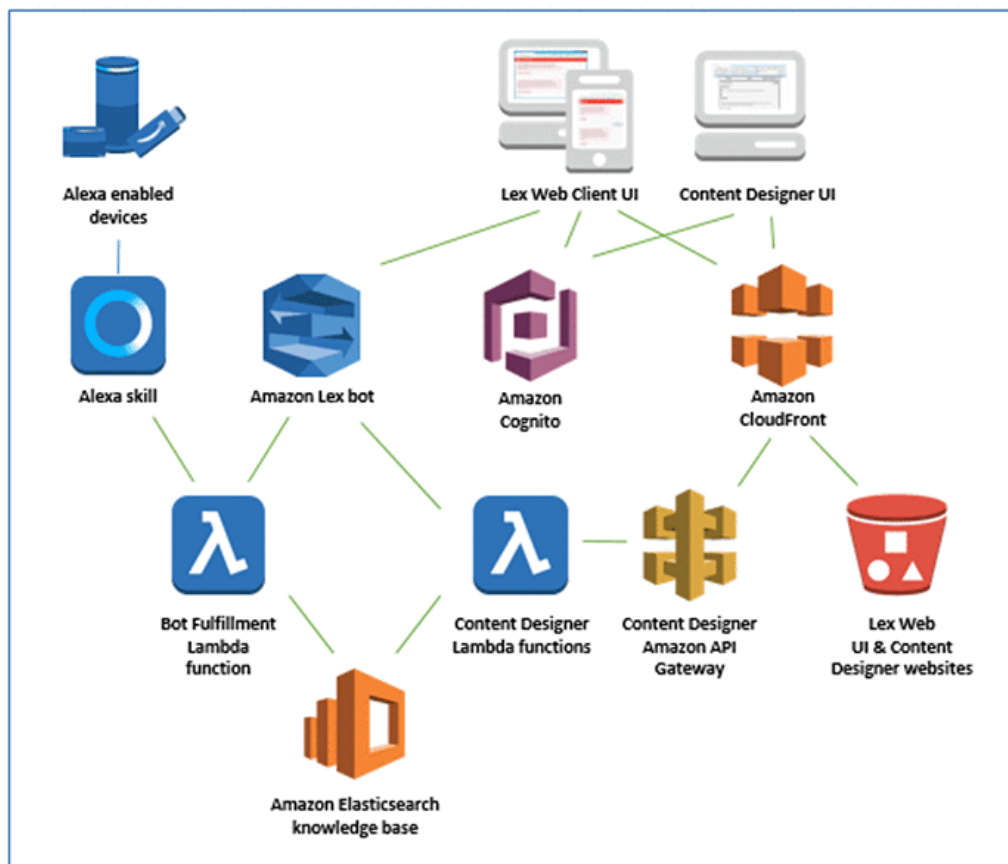 Alexa enabled
devices
Lex Web Client UI
Content Designer UI
Alexa skill
Amazon Lex bot
Amazon
Cognito
Amazon
CloudFront
Bot Fulfillment
Lambda
function
Content Designer
Lambda functions
Content Designer
Amazon API
Gateway
Lex Web
UI & Content
Designer websites
Amazon Elasticsearch
knowledge base